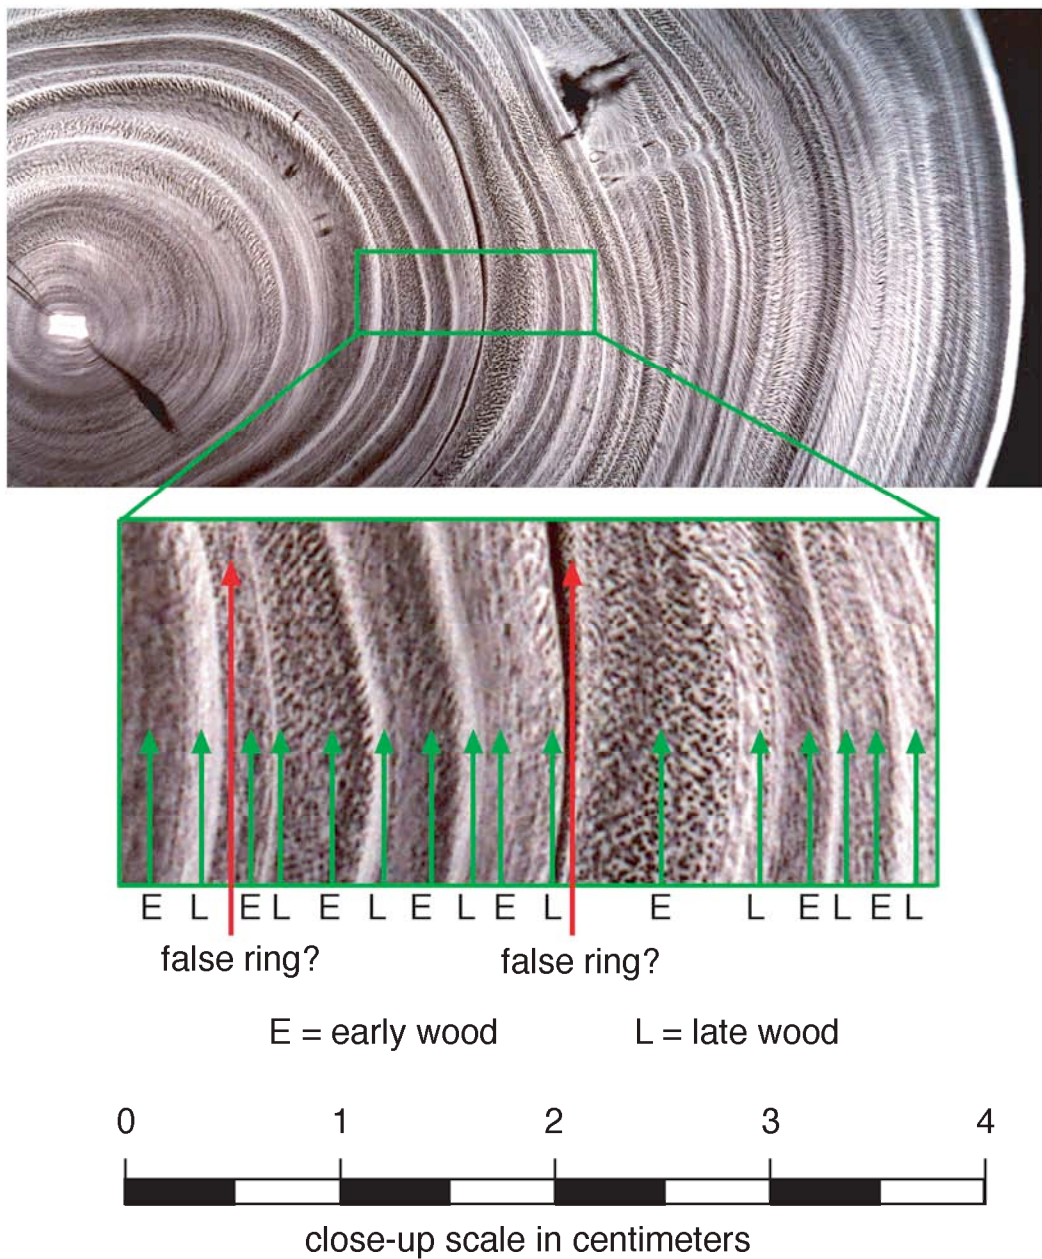 E L E L E L E L E L E L E L E L
false ring? false ring?
E = early wood L = late wood
0 1 2 3 4
close-up scale in centimeters